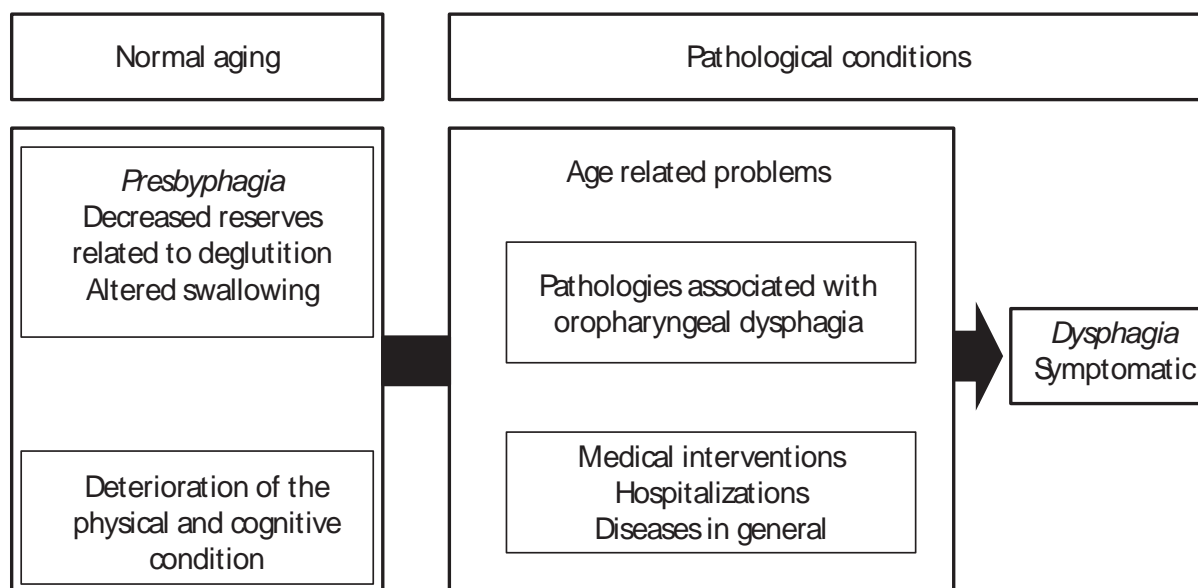 Normal aging
Pathological conditions
Presbyphagia
Decreased reserves
related to deglutition
Altered swallowing
Deterioration of the
physical and cognitive
condition
Age related problems
Pathologies associated with
oropharyngeal dysphagia
Medical interventions
Hospitalizations
Diseases in general
Dysphagia
Symptomatic